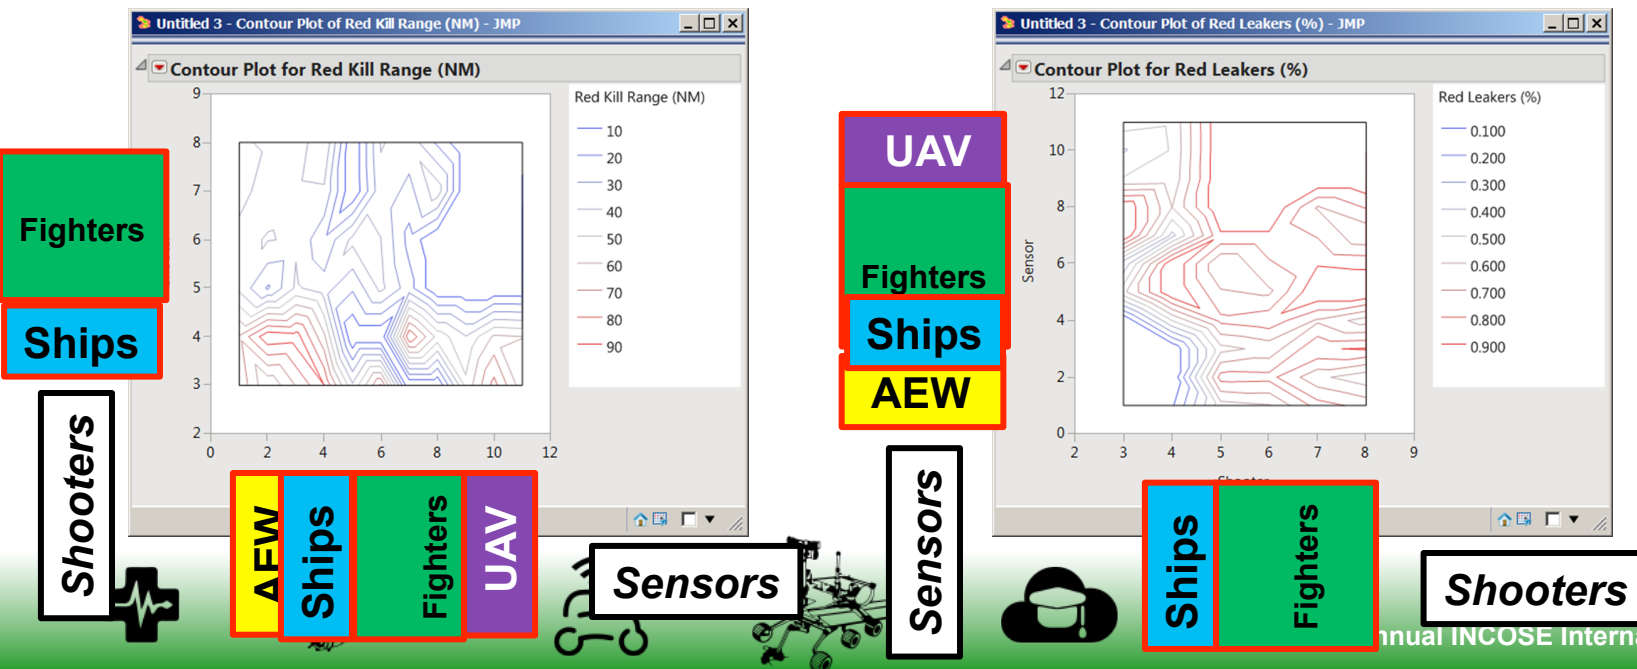 Untitled 3 - Contour Plot of Red Kill Range (NM) - JMP
Contour Plot for Red Kill Range (NM)
9
8
7
6
5
4
3
2
0
2
4
6
8
10
12
Red Kill Range (NM)
10
20
30
40
50
60
70
80
90
Fighters
Ships
Shooters
AEW
Ships
Fighters
UAV
Sensors
Untitled 3 - Contour Plot of Red Leakers (%) - JMP
Contour Plot for Red Leakers (%)
12
10
8
6
4
2
0
Sensor
2
3
4
5
6
7
8
9
Shooter
Red Leakers (%)
0.100
0.200
0.300
0.400
0.500
0.600
0.700
0.800
0.900
UAV
Fighters
Ships
AEW
Sensors
Ships
Fighters
Shooters
INCOSE